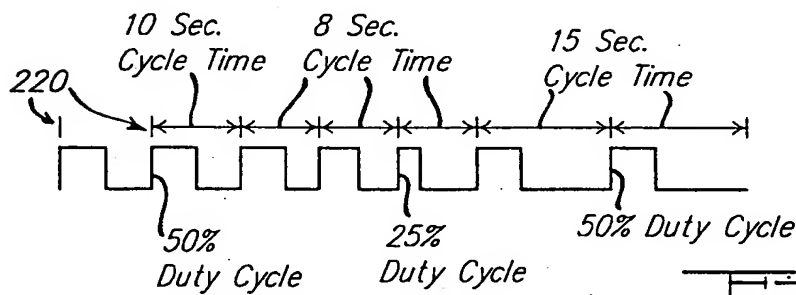 10 Sec.
Cycle Time
8 Sec.
Cycle Time
15 Sec.
Cycle Time
220
50%
Duty Cycle
25%
Duty Cycle
50% Duty Cycle